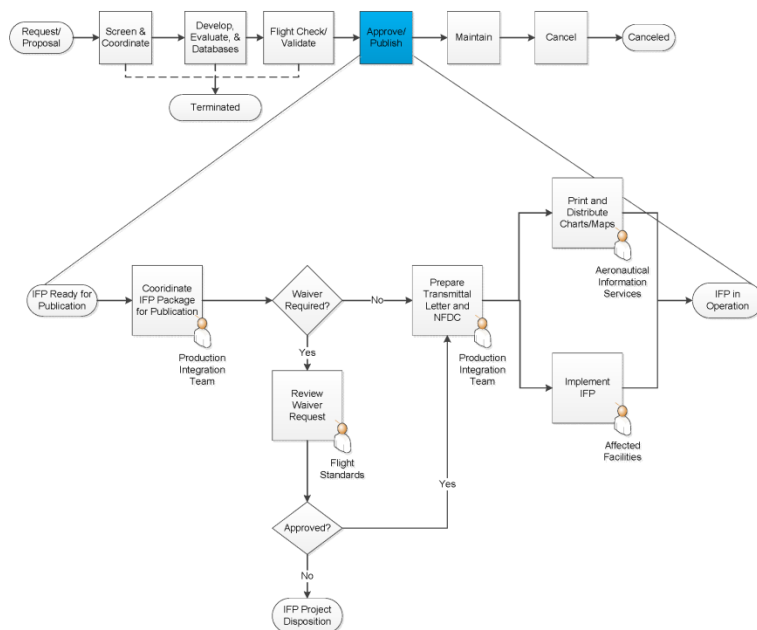 Request/
Proposal
Screen &
Coordinate
Develop,
Evaluate, &
Databases
Flight Check/
Validate
Approve/
Publish
Maintain
Cancel
Canceled
Terminated
IFP Ready for
Publication
Cooridinate
IFP Package
for Publication
Production
Integration
Team
Waiver
Required?
No
Yes
Review
Waiver
Request
Flight
Standards
Approved?
Yes
No
IFP Project
Disposition
Prepare
Transmittal
Letter and
NFDC
Production
Integration
Team
Print and
Distribute
Charts/Maps
Aeronautical
Information
Services
Implement
IFP
Affected
Facilities
IFP in
Operation